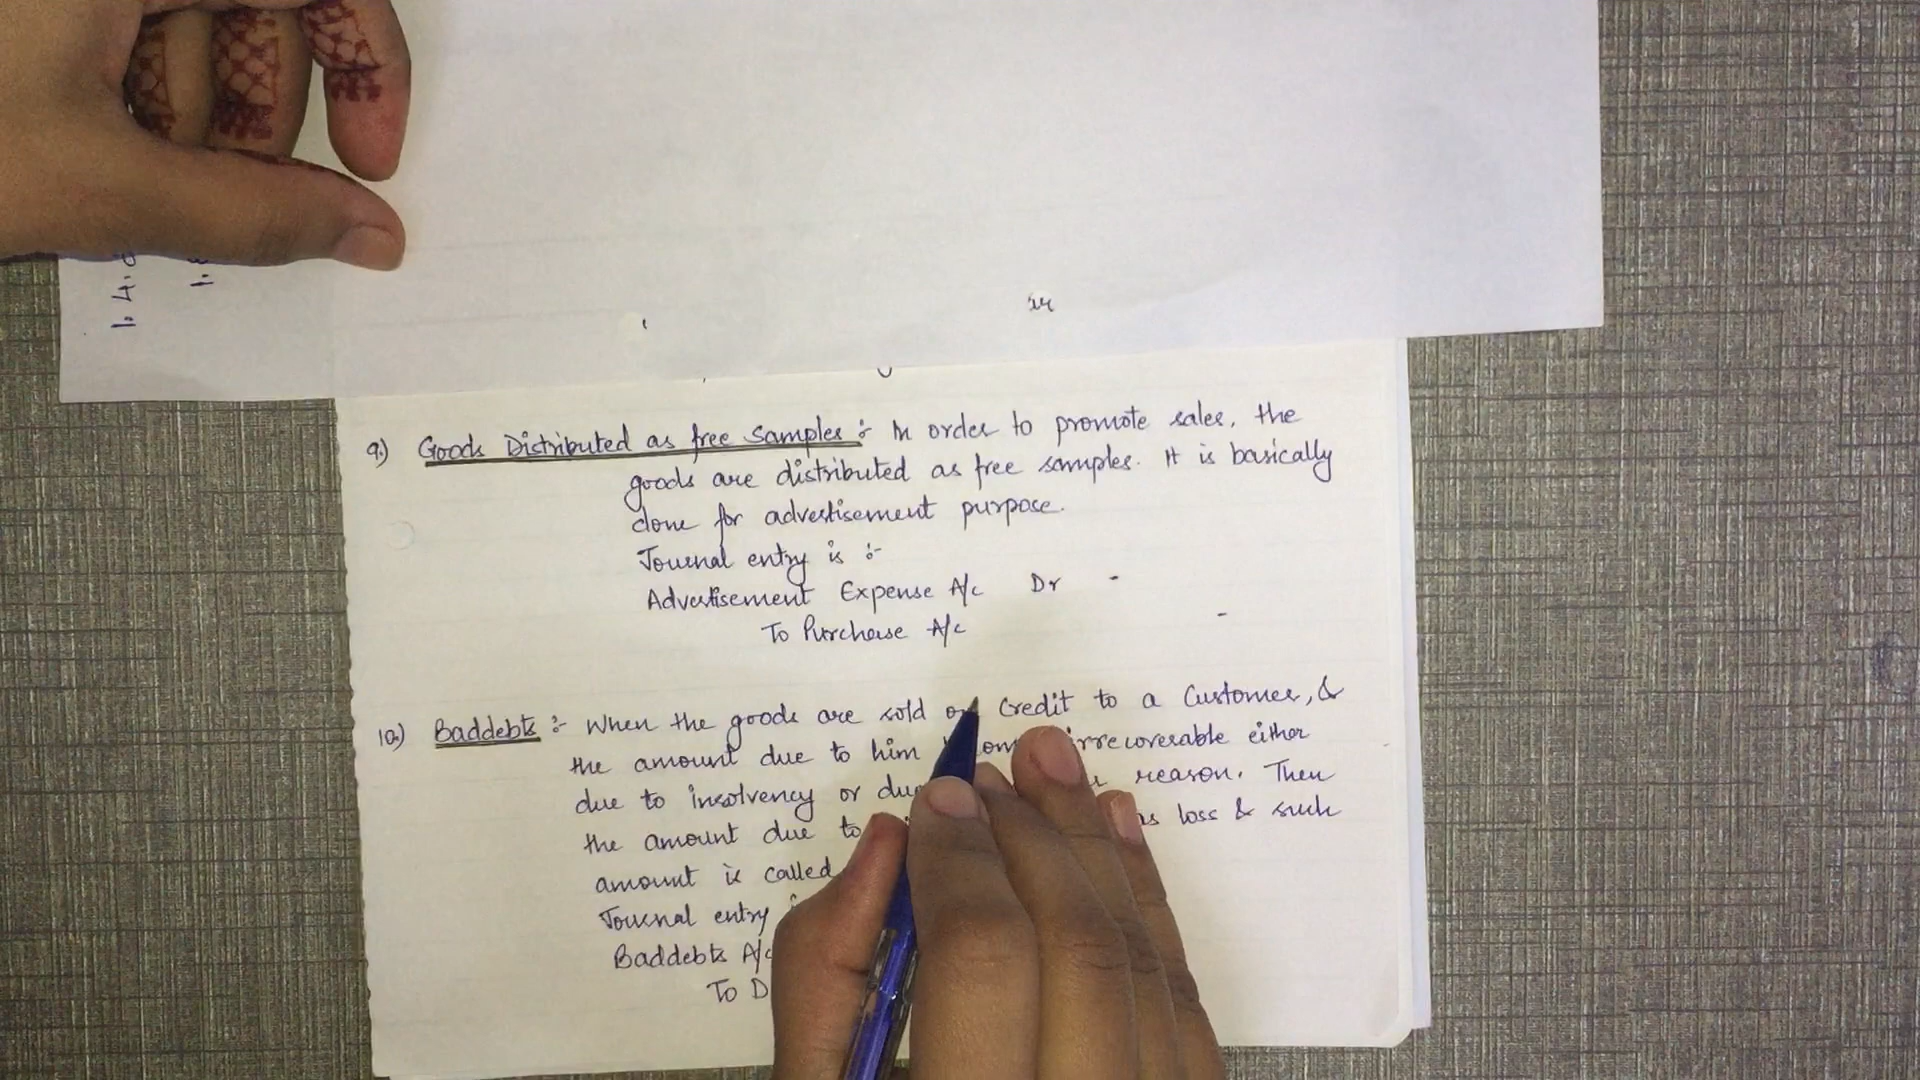 9.) Goods Distributed as free Samples :- In order to promote sales, the
goods are distributed as free samples. It is basically
done for advertisement purpose.
Journal entry is :-
Advertisement Expense A/c Dr -
To Purchase A/c -
10.) Baddebts :- When the goods are sold on Credit to a Customer, &
the amount due to him irrecoverable either
due to insolvency or due reason. Then
the amount due to as loss & such
amount is called
Journal entry
Baddebts A/c
To D